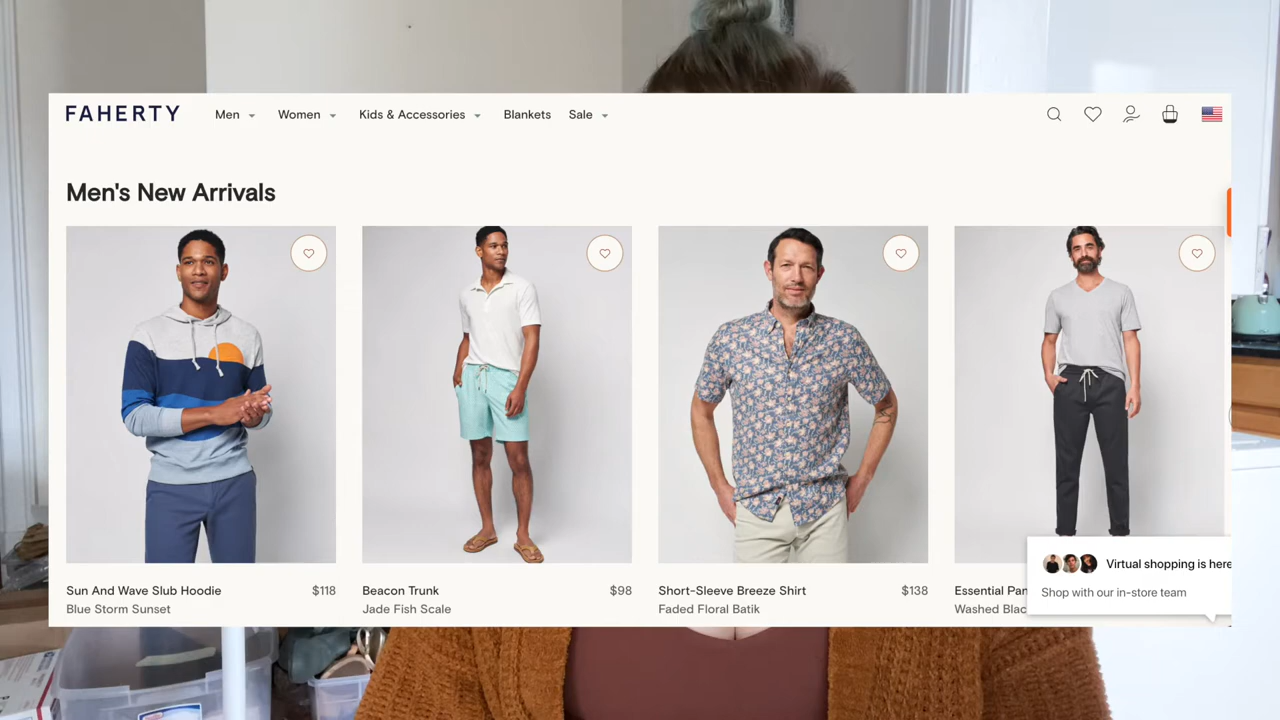 FAHERTY Men Women Kids & Accessories Blankets Sale
Men's New Arrivals
Sun And Wave Slub Hoodie $118 Beacon Trunk $98 Short-Sleeve Breeze Shirt $138 Essential Pan
Blue Storm Sunset Jade Fish Scale Faded Floral Batik Washed Blac
Virtual shopping is here
Shop with our in-store team